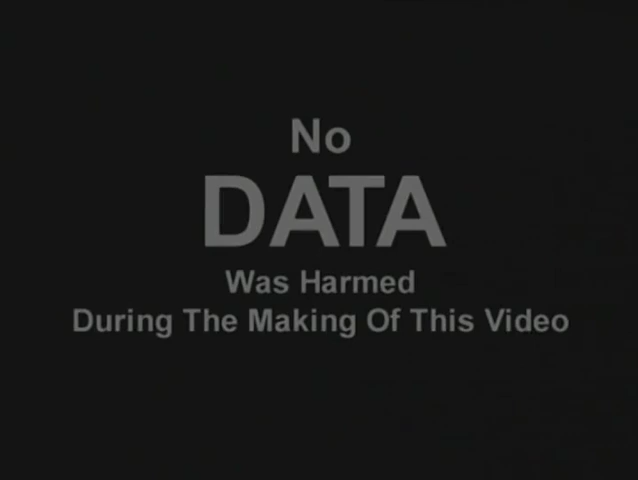 No
DATA
Was Harmed
During The Making Of This Video